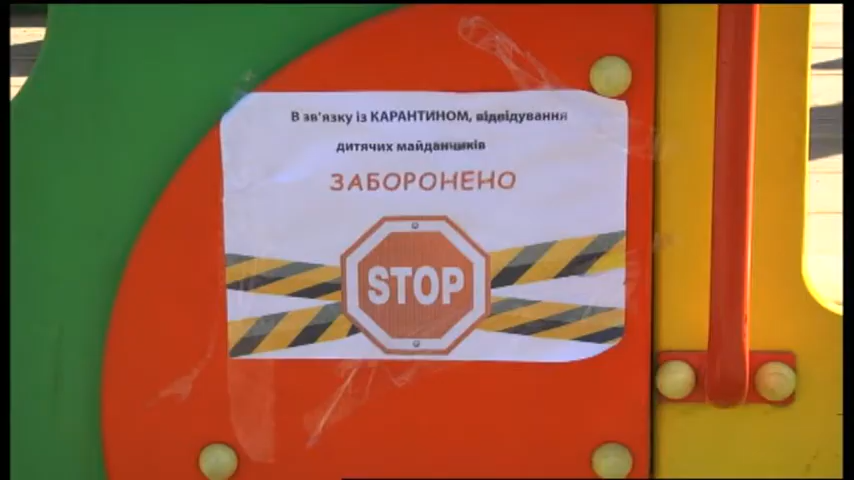 В зв'язку із КАРАНТИНОМ, відвідування
дитячих майданчиків
ЗАБОРОНЕНО
STOP